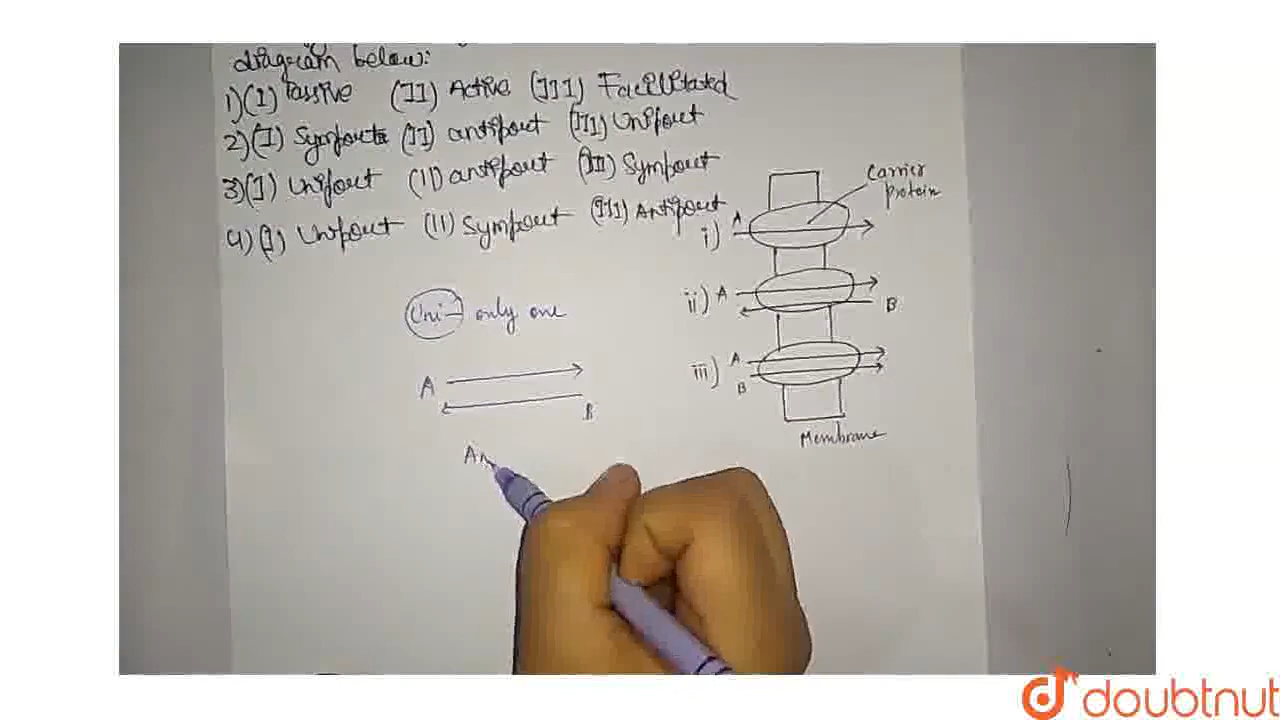 diagram below:
1) (I) Passive (II) Active (III) Facilitated
2) (I) Symport (II) antiport (III) Uniport
3) (I) Uniport (II) antiport (III) Symport
4) (I) Uniport (II) Symport (III) Antiport
Carrier
protein
i) A
ii) A B
iii) A
B
Membrane
Uni- only one
A
B
An
doubtnut